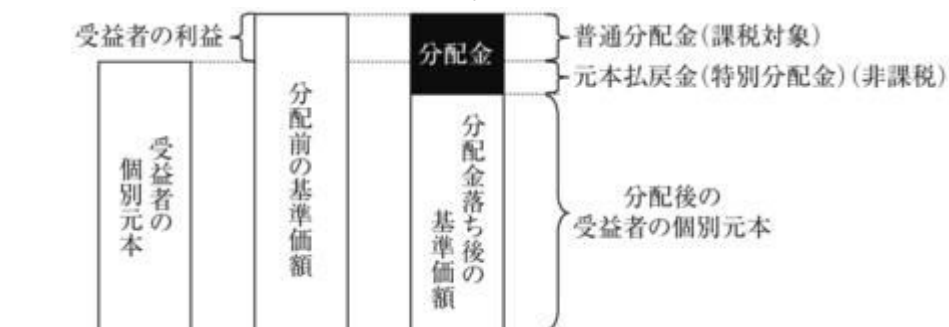 受益者の利益
分配金
普通分配金(課税対象)
元本払戻金(特別分配金)(非課税)
受益者の
個別元本
分配前の基準価額
分配金落ち後の
基準価額
分配後の
受益者の個別元本